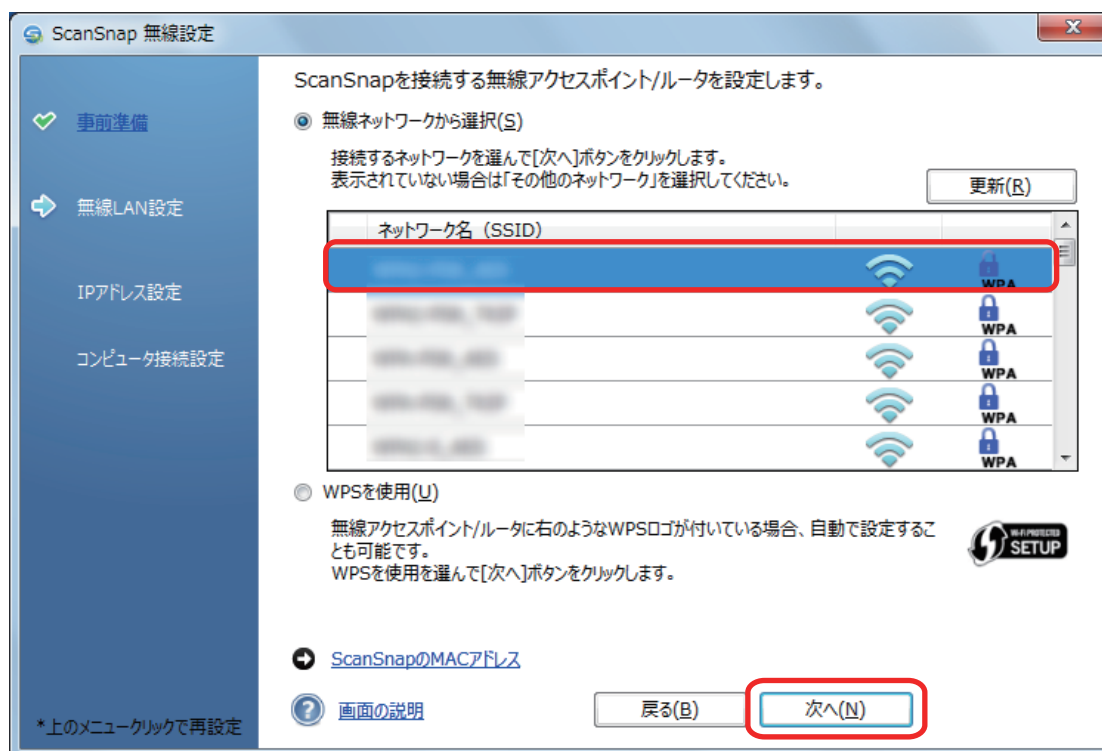 ScanSnap 無線設定
X
ScanSnapを接続する無線アクセスポイント/ルータを設定します。
事前準備
無線ネットワークから選択(S)
接続するネットワークを選んで[次へ]ボタンをクリックします。
表示されていない場合は「その他のネットワーク」を選択してください。
更新(R)
無線LAN設定
ネットワーク名 (SSID)
WPA
IPアドレス設定
WPA
コンピュータ接続設定
WPA
WPA
WPA
WPSを使用(U)
無線アクセスポイント/ルータに右のようなWPSロゴが付いている場合、自動で設定するこ
とも可能です。
WPSを使用を選んで[次へ]ボタンをクリックします。
WI-FI PROTECTED
SETUP
ScanSnapのMACアドレス
画面の説明
戻る(B)
次へ(N)
*上のメニュークリックで再設定